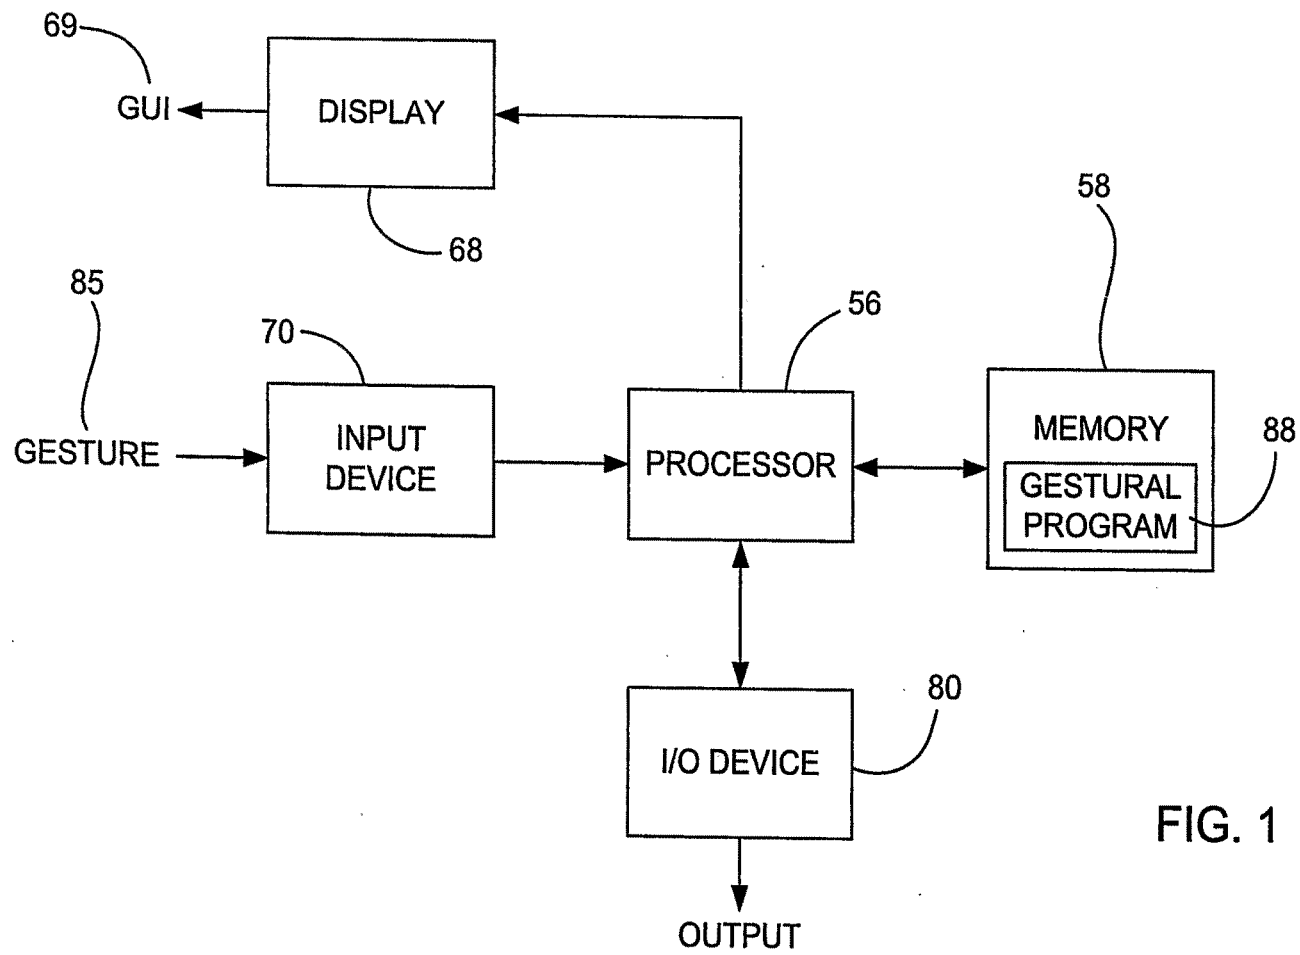 69
GUI
DISPLAY
68
58
85
70
56
GESTURE
INPUT
DEVICE
PROCESSOR
MEMORY
88
GESTURAL
PROGRAM
80
I/O DEVICE
FIG. 1
OUTPUT